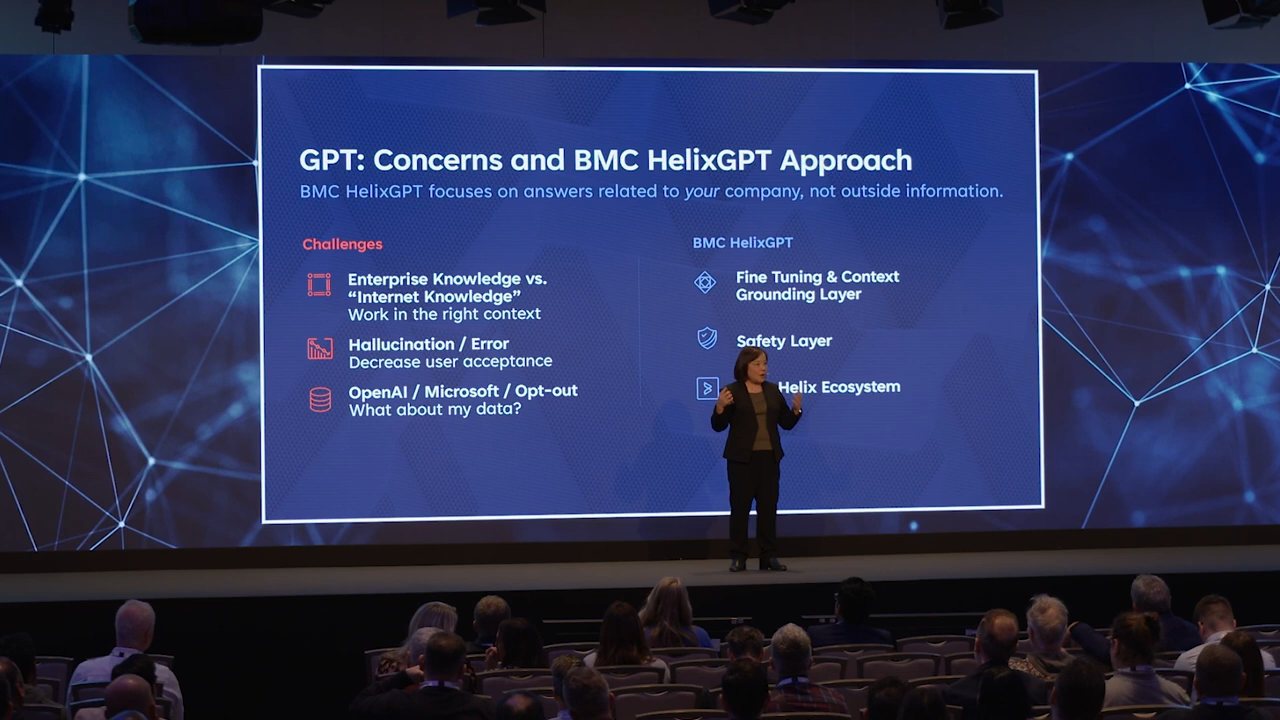 GPT: Concerns and BMC HelixGPT Approach
BMC HelixGPT focuses on answers related to your company, not outside information.
Challenges
Enterprise Knowledge vs.
“Internet Knowledge”
Work in the right context
Hallucination / Error
Decrease user acceptance
OpenAI / Microsoft / Opt-out
What about my data?
BMC HelixGPT
Fine Tuning & Context
Grounding Layer
Safety Layer
Helix Ecosystem